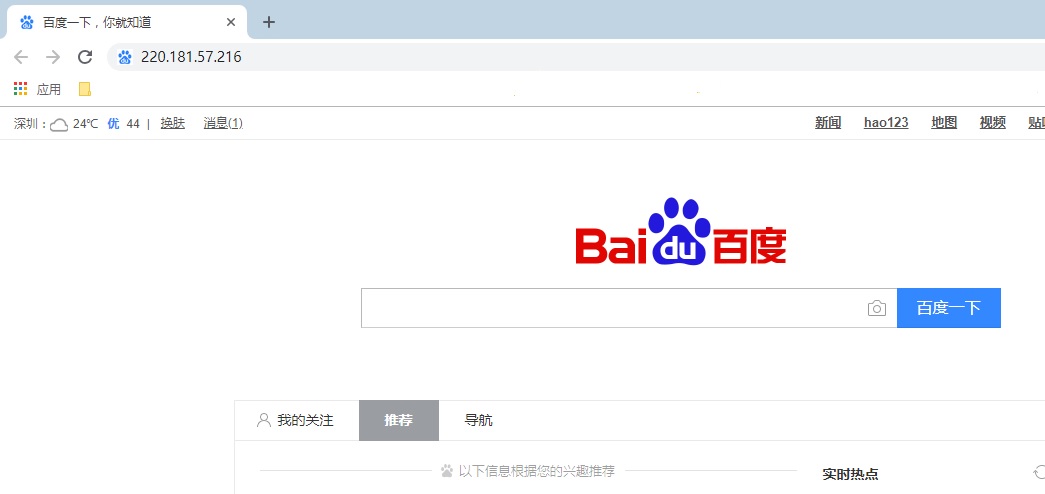 百度一下，你就知道
220.181.57.216
应用
深圳： 24℃ 优 44 | 换肤 消息(1) 新闻 hao123 地图 视频
Bai du 百度
百度一下
我的关注 推荐 导航
以下信息根据您的兴趣推荐 实时热点